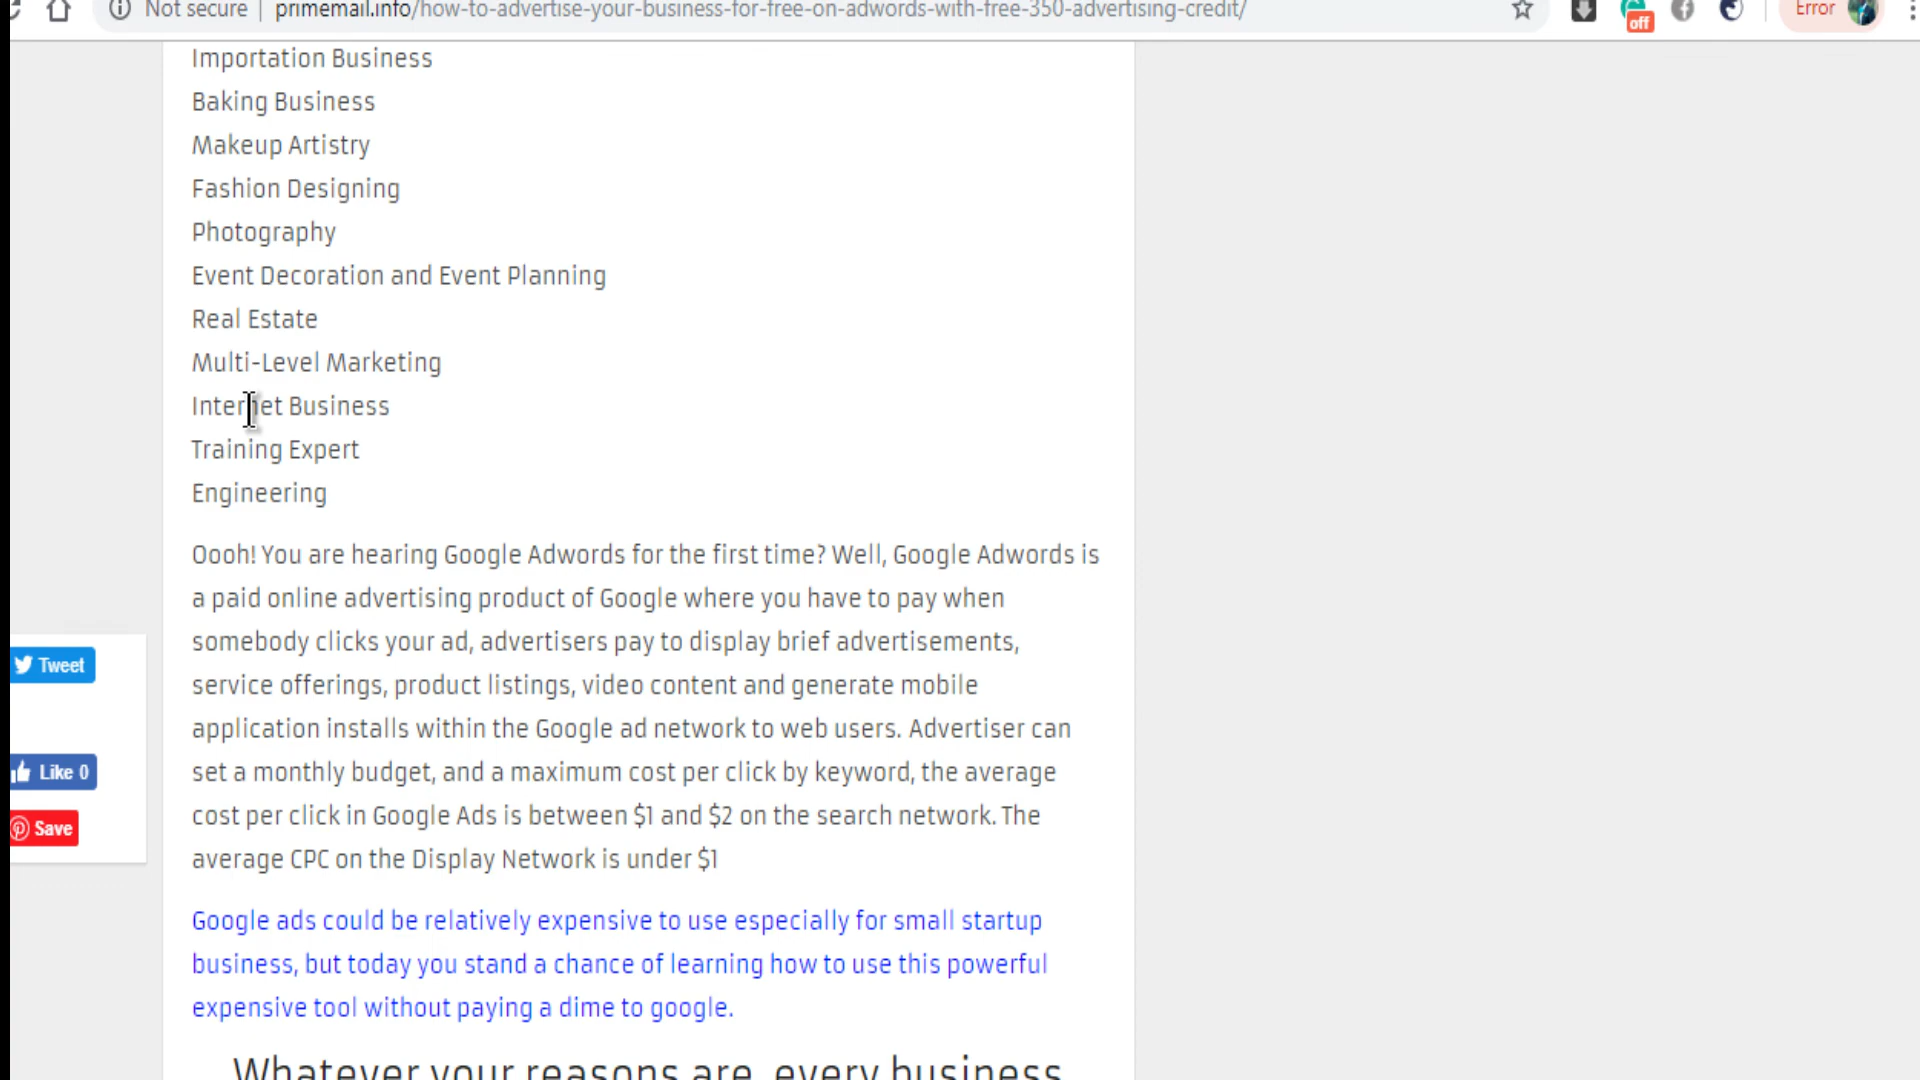 Not secure
primemail.info/how-to-advertise-your-business-for-free-on-adwords-with-free-350-advertising-credit/
off
Error
Importation Business
Baking Business
Makeup Artistry
Fashion Designing
Photography
Event Decoration and Event Planning
Real Estate
Multi-Level Marketing
Internet Business
Training Expert
Engineering
Oooh! You are hearing Google Adwords for the first time? Well, Google Adwords is
a paid online advertising product of Google where you have to pay when
somebody clicks your ad, advertisers pay to display brief advertisements,
service offerings, product listings, video content and generate mobile
application installs within the Google ad network to web users. Advertiser can
set a monthly budget, and a maximum cost per click by keyword, the average
cost per click in Google Ads is between $1 and $2 on the search network. The
average CPC on the Display Network is under $1
Tweet
Like 0
Save
Google ads could be relatively expensive to use especially for small startup
business, but today you stand a chance of learning how to use this powerful
expensive tool without paying a dime to google.
Whatever your reasons are, every business